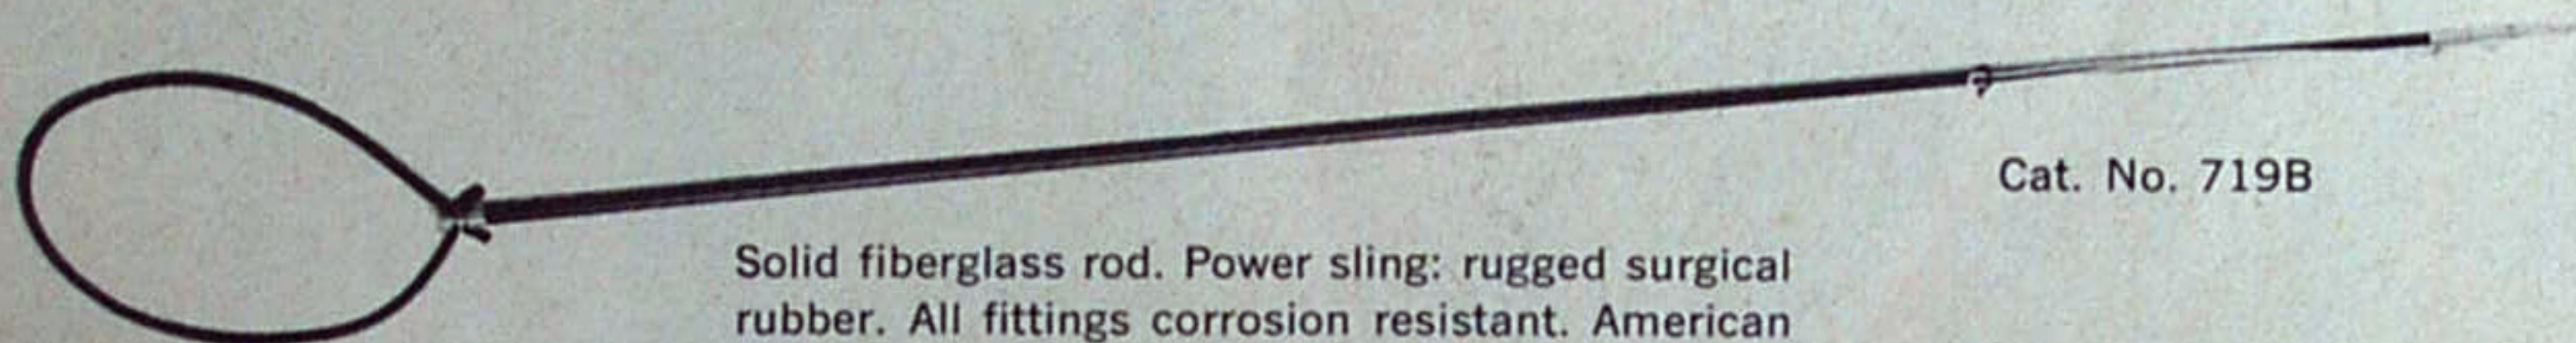 Cat. No. 719B
Solid fiberglass rod. Power sling: rugged surgical
rubber. All fittings corrosion resistant. American